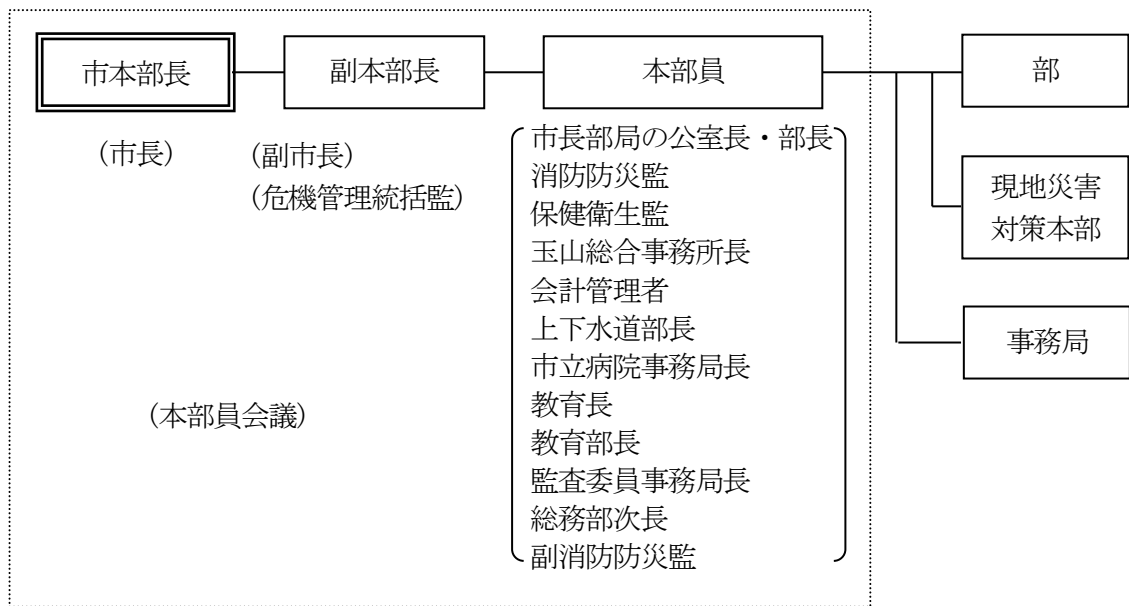 市本部長
副本部長
本部員
部
(市長)
(副市長)
(危機管理統括監)
市長部局の公室長・部長
消防防災監
保健衛生監
玉山総合事務所長
会計管理者
上下水道部長
市立病院事務局長
教育長
教育部長
監査委員事務局長
総務部次長
副消防防災監
(本部員会議)
現地災害
対策本部
事務局